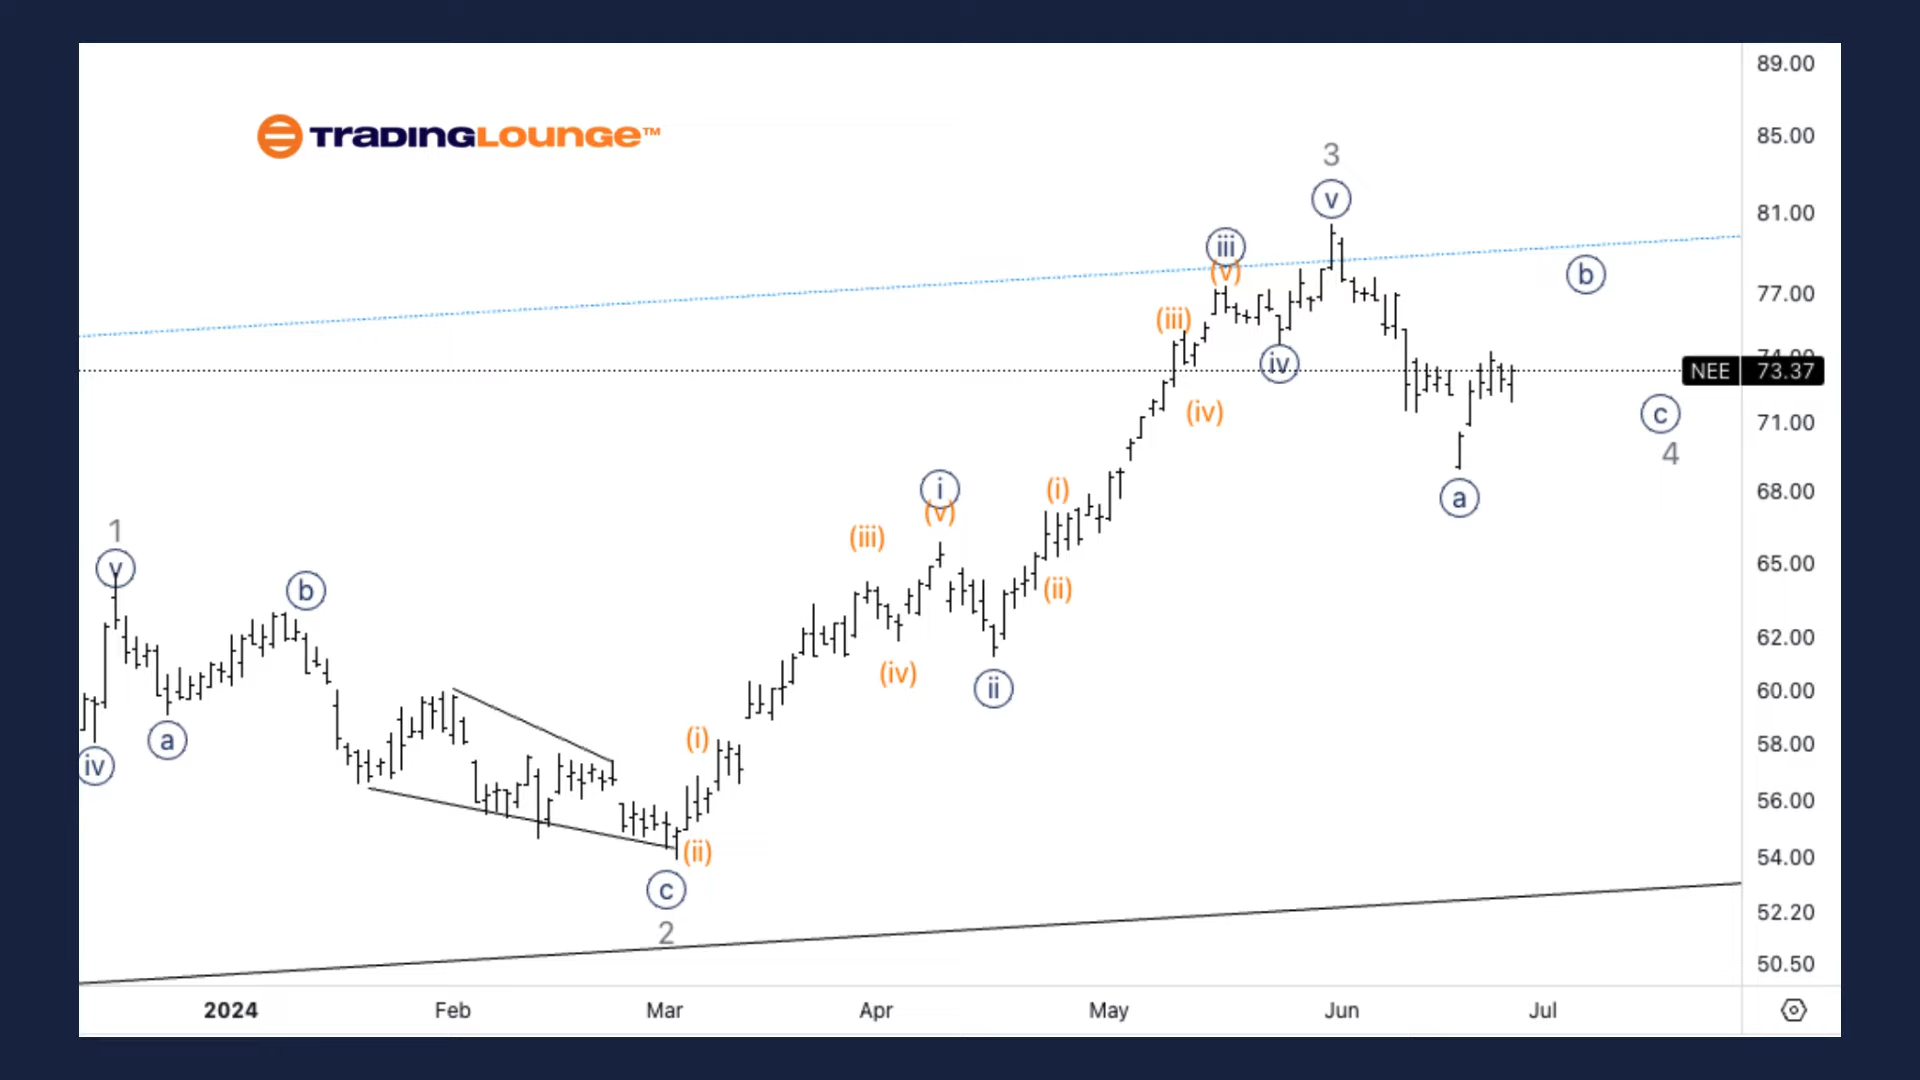 TRADINGLOUNGE™
89.00
85.00
3
v
81.00
iii
(v)
b
77.00
(iii)
74.00
iv
NEE 73.37
(iv)
c
71.00
4
i
(v)
(i)
a
68.00
1
v
(iii)
b
(ii)
65.00
62.00
(iv)
ii
60.00
iv
a
(i)
58.00
56.00
(ii)
54.00
c
2
52.20
50.50
2024 Feb Mar Apr May Jun Jul